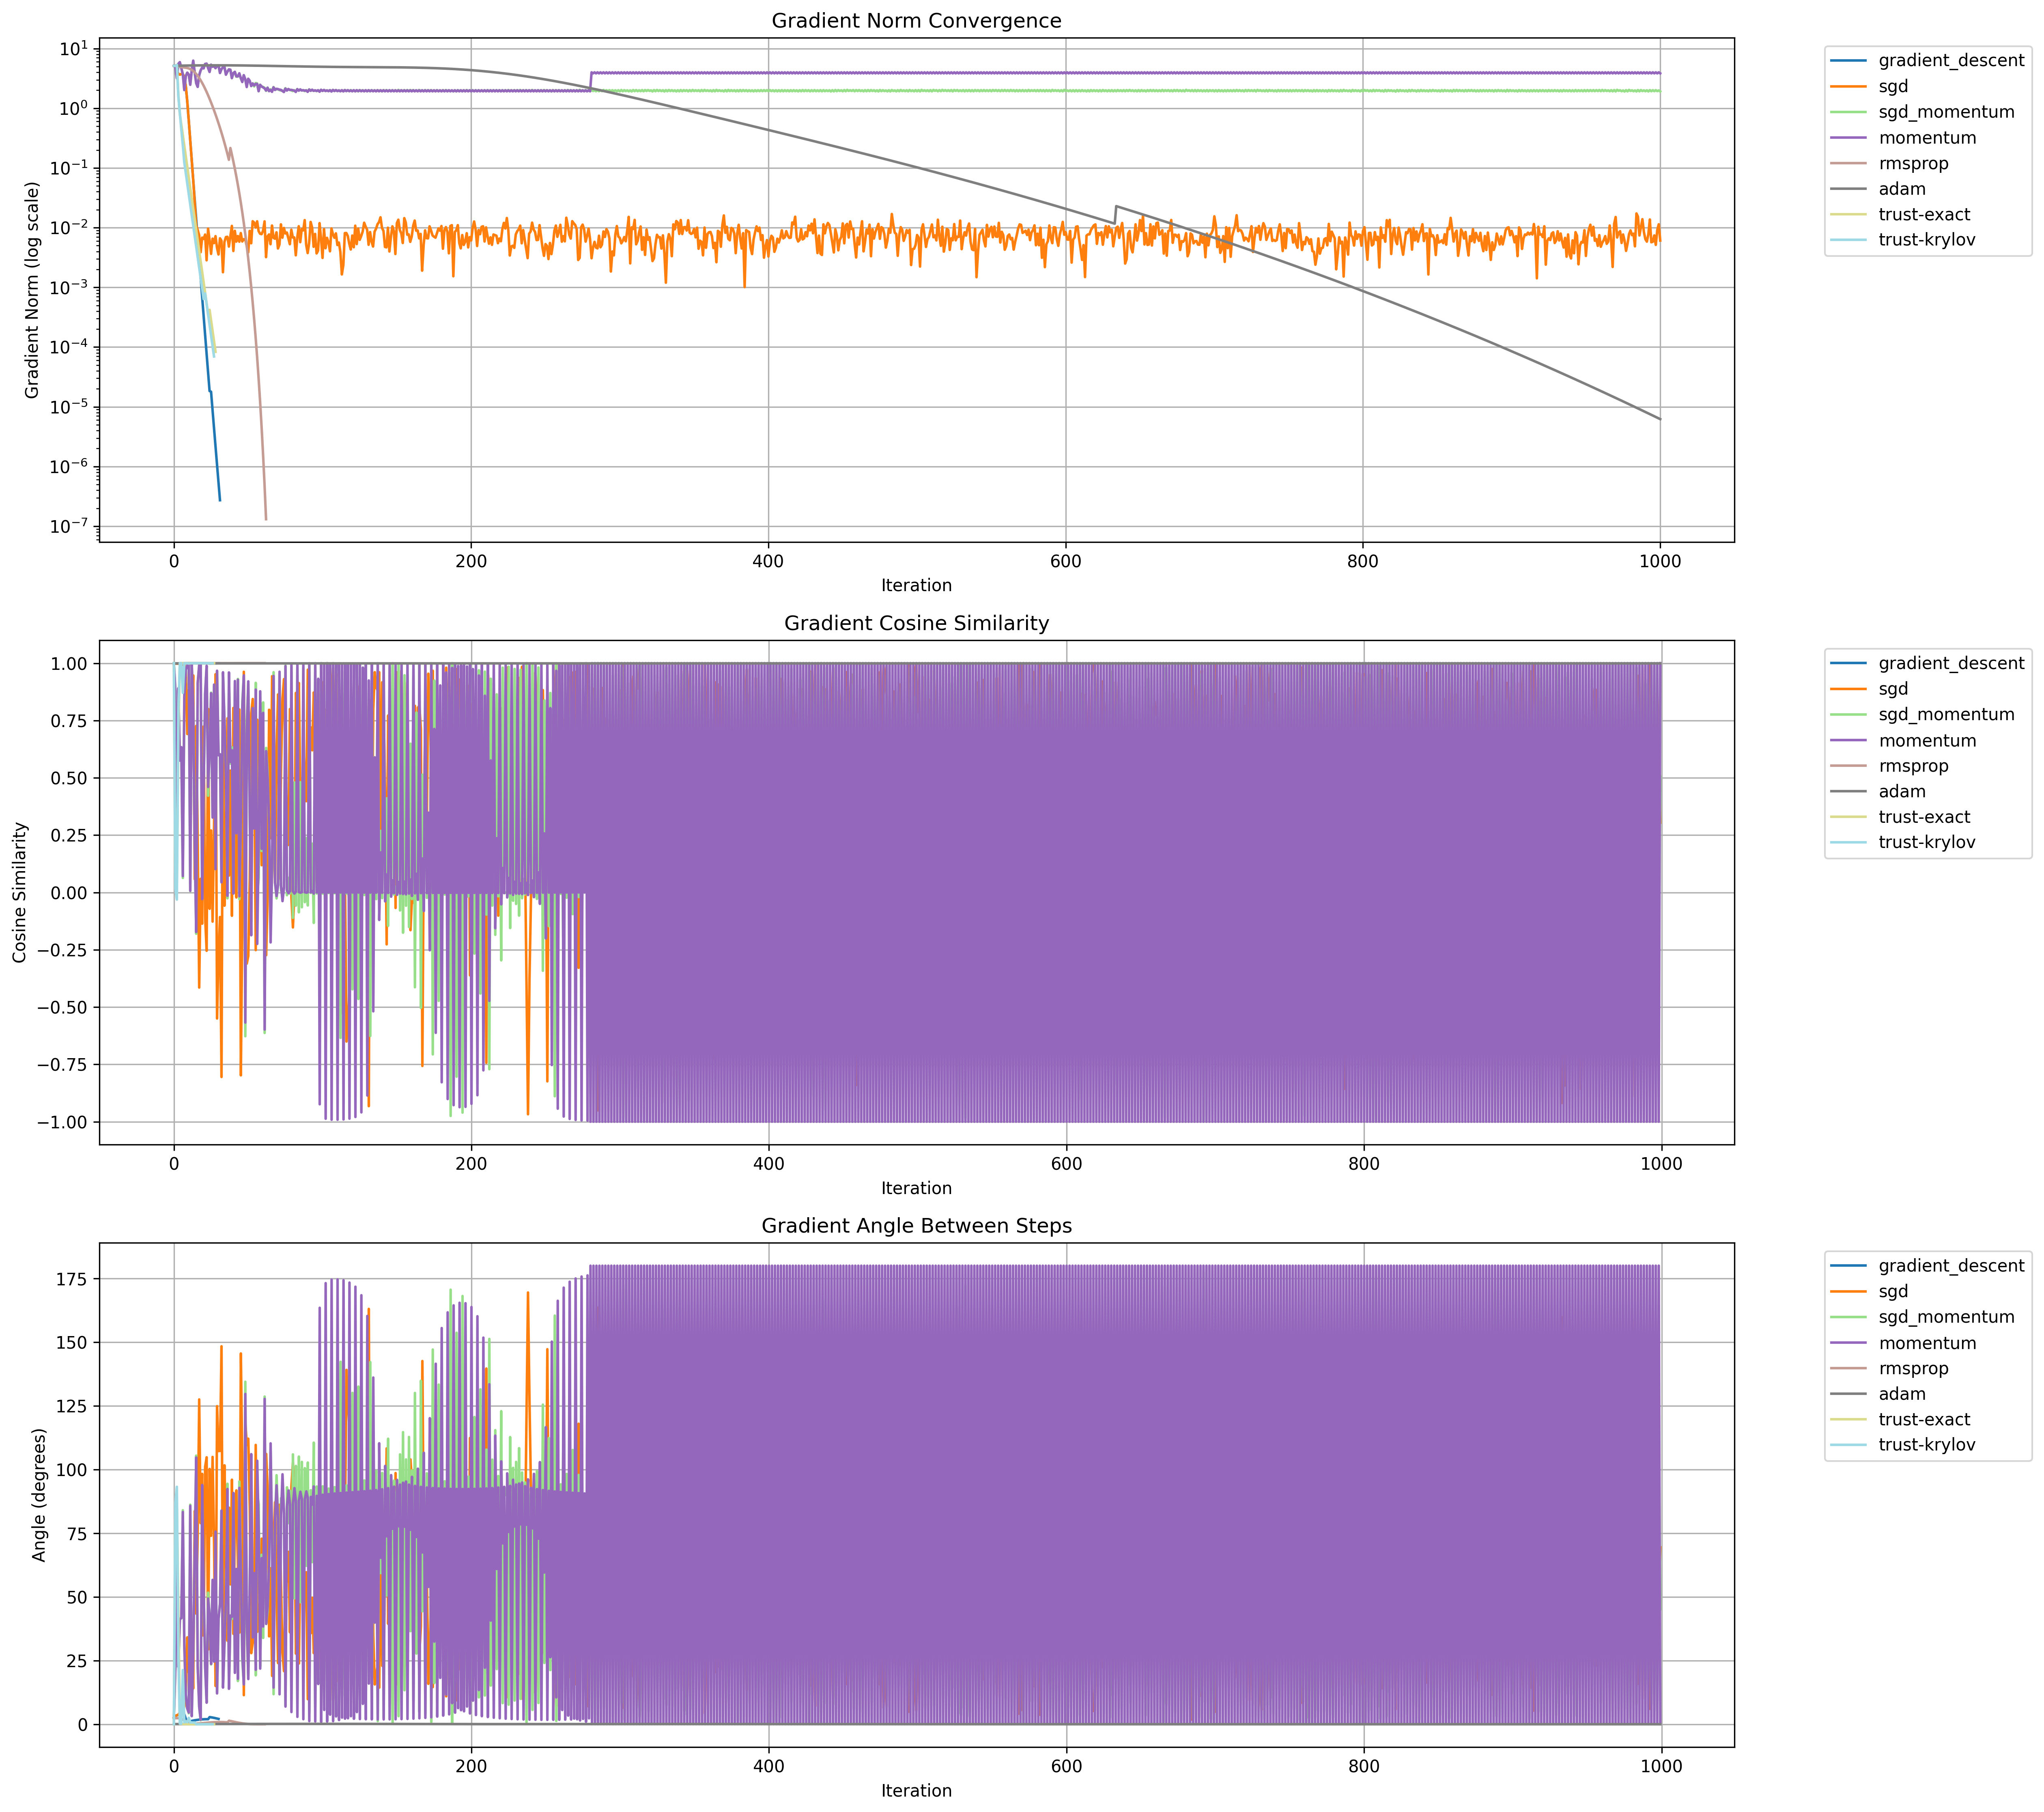 Gradient Norm Convergence
Gradient Norm (log scale)
10¹
10⁰
10⁻¹
10⁻²
10⁻³
10⁻⁴
10⁻⁵
10⁻⁶
10⁻⁷
0 200 400 600 800 1000
Iteration
gradient_descent
sgd
sgd_momentum
momentum
rmsprop
adam
trust-exact
trust-krylov
Gradient Cosine Similarity
Cosine Similarity
1.00
0.75
0.50
0.25
0.00
−0.25
−0.50
−0.75
−1.00
0 200 400 600 800 1000
Iteration
gradient_descent
sgd
sgd_momentum
momentum
rmsprop
adam
trust-exact
trust-krylov
Gradient Angle Between Steps
Angle (degrees)
175
150
125
100
75
50
25
0
0 200 400 600 800 1000
Iteration
gradient_descent
sgd
sgd_momentum
momentum
rmsprop
adam
trust-exact
trust-krylov